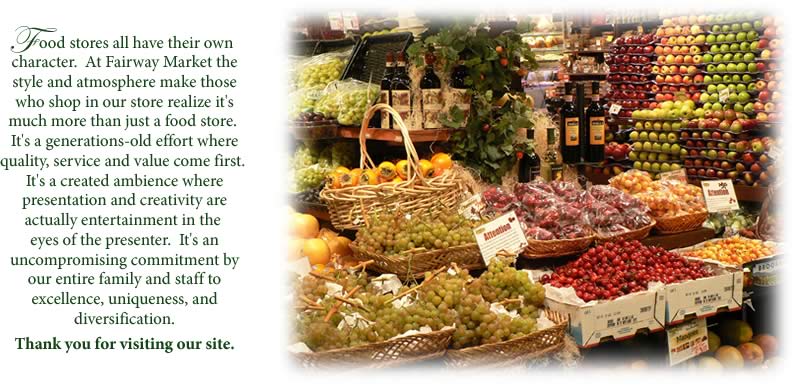 Food stores all have their own
character. At Fairway Market the
style and atmosphere make those
who shop in our store realize it's
much more than just a food store.
It's a generations-old effort where
quality, service and value come first.
It's a created ambience where
presentation and creativity are
actually entertainment in the
eyes of the presenter. It's an
uncompromising commitment by
our entire family and staff to
excellence, uniqueness, and
diversification.
Thank you for visiting our site.
Attention
Attention